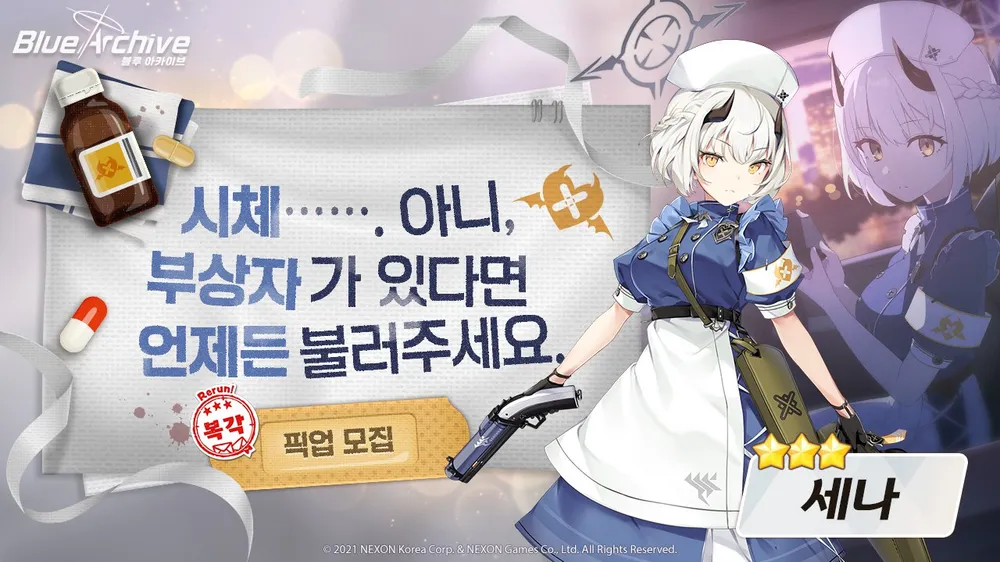 Blue Archive
블루 아카이브
시체······. 아니,
부상자가 있다면
언제든 불러주세요.
Rerun!
복각
픽업 모집
세나
© 2021 NEXON Korea Corp. & NEXON Games Co., Ltd. All Rights Reserved.